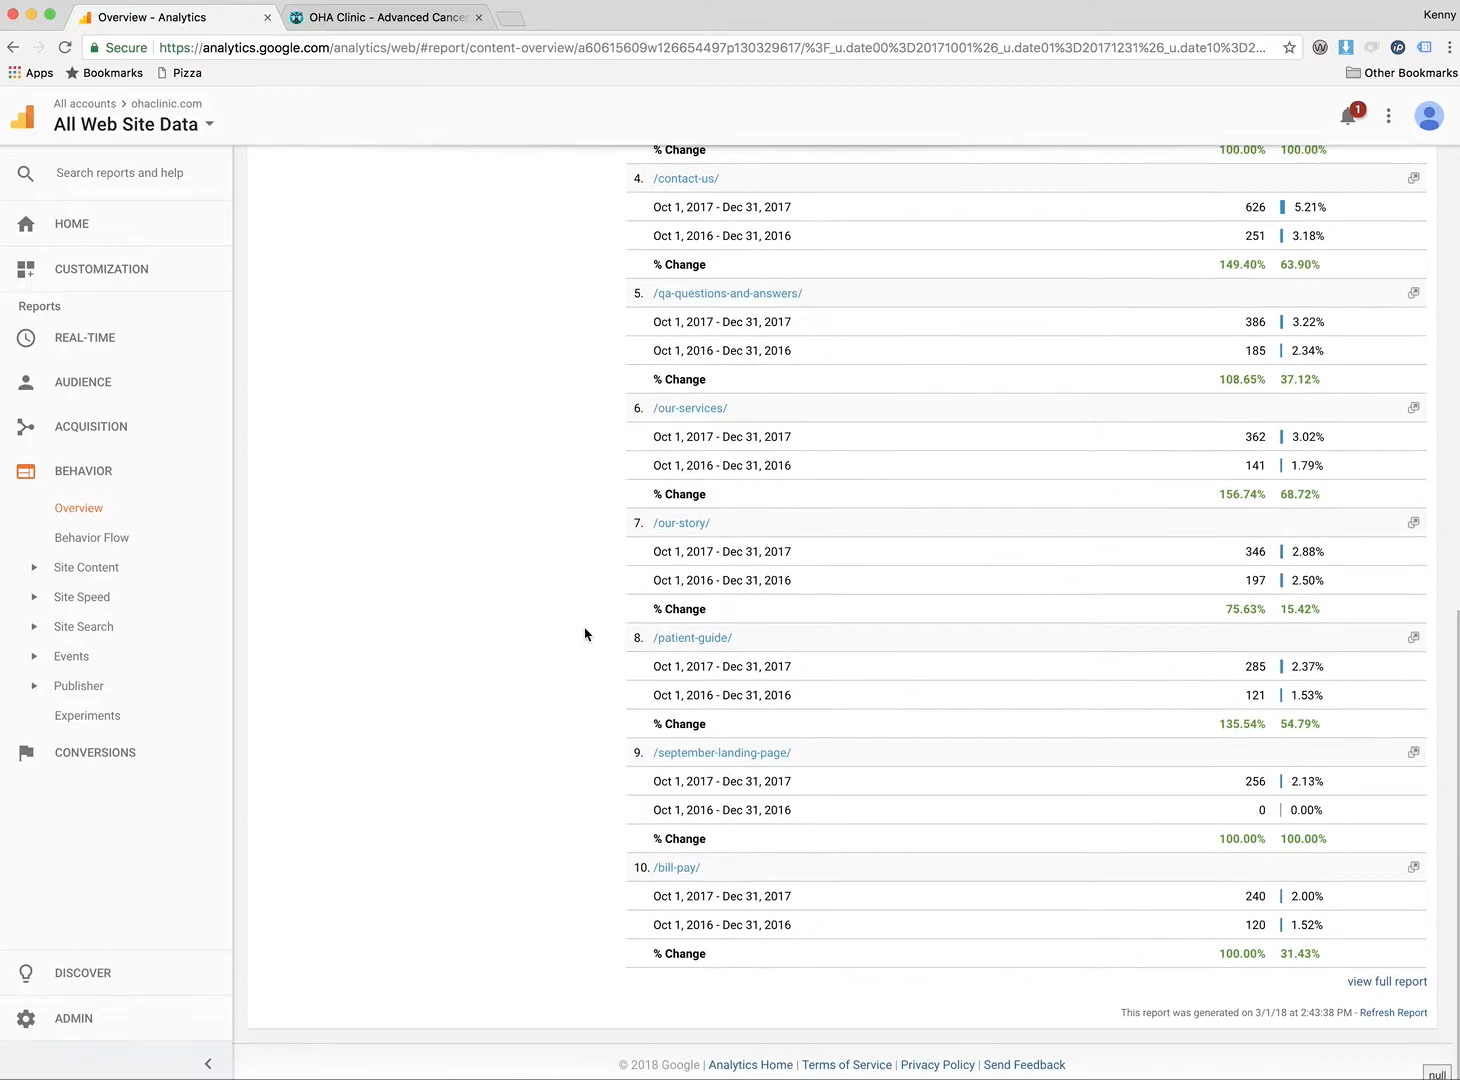 Overview - Analytics
OHA Clinic - Advanced Cancer
Kenny
Secure https://analytics.google.com/analytics/web/#report/content-overview/a60615609w126654497p130329617/%3F_u.date00%3D20171001%26_u.date01%3D20171231%26_u.date10%3D2...
Apps Bookmarks Pizza Other Bookmarks
All accounts > ohaclinic.com
All Web Site Data
1
Search reports and help
HOME
CUSTOMIZATION
Reports
REAL-TIME
AUDIENCE
ACQUISITION
BEHAVIOR
Overview
Behavior Flow
Site Content
Site Speed
Site Search
Events
Publisher
Experiments
CONVERSIONS
DISCOVER
ADMIN
% Change 100.00% 100.00%
4. /contact-us/
Oct 1, 2017 - Dec 31, 2017 626 5.21%
Oct 1, 2016 - Dec 31, 2016 251 3.18%
% Change 149.40% 63.90%
5. /qa-questions-and-answers/
Oct 1, 2017 - Dec 31, 2017 386 3.22%
Oct 1, 2016 - Dec 31, 2016 185 2.34%
% Change 108.65% 37.12%
6. /our-services/
Oct 1, 2017 - Dec 31, 2017 362 3.02%
Oct 1, 2016 - Dec 31, 2016 141 1.79%
% Change 156.74% 68.72%
7. /our-story/
Oct 1, 2017 - Dec 31, 2017 346 2.88%
Oct 1, 2016 - Dec 31, 2016 197 2.50%
% Change 75.63% 15.42%
8. /patient-guide/
Oct 1, 2017 - Dec 31, 2017 285 2.37%
Oct 1, 2016 - Dec 31, 2016 121 1.53%
% Change 135.54% 54.79%
9. /september-landing-page/
Oct 1, 2017 - Dec 31, 2017 256 2.13%
Oct 1, 2016 - Dec 31, 2016 0 0.00%
% Change 100.00% 100.00%
10. /bill-pay/
Oct 1, 2017 - Dec 31, 2017 240 2.00%
Oct 1, 2016 - Dec 31, 2016 120 1.52%
% Change 100.00% 31.43%
view full report
This report was generated on 3/1/18 at 2:43:38 PM - Refresh Report
© 2018 Google | Analytics Home | Terms of Service | Privacy Policy | Send Feedback
null